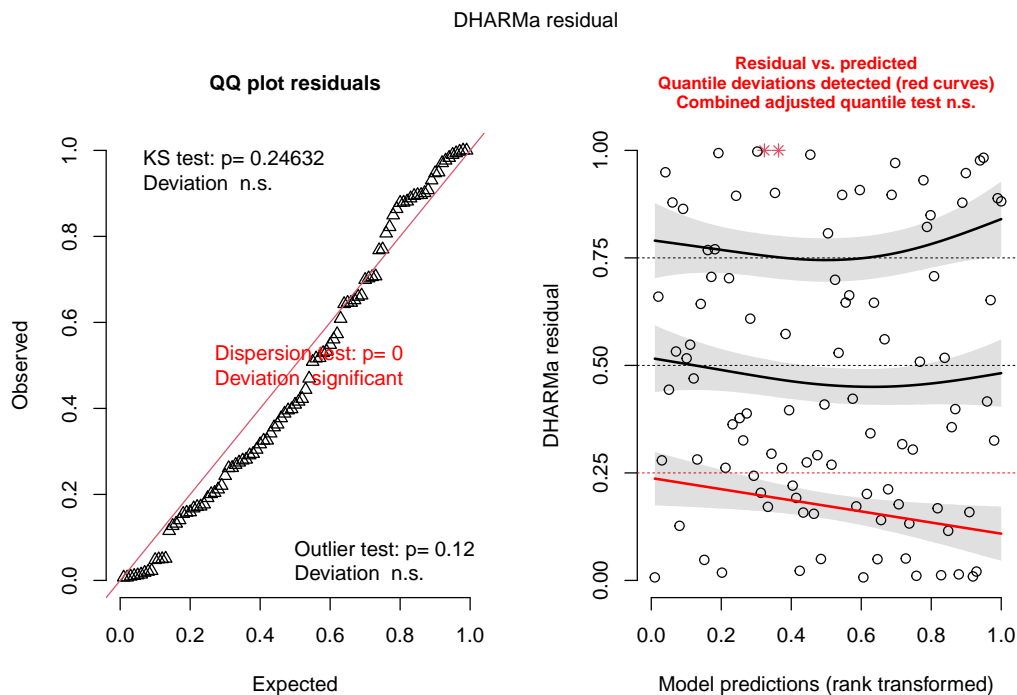 DHARMa residual
QQ plot residuals
KS test: p= 0.24632
Deviation  n.s.
Dispersion test: p= 0
Deviation  significant
Outlier test: p= 0.12
Deviation  n.s.
Observed
0.0
0.2
0.4
0.6
0.8
1.0
0.0
0.2
0.4
0.6
0.8
1.0
Expected
Residual vs. predicted
Quantile deviations detected (red curves)
Combined adjusted quantile test n.s.
DHARMa residual
0.00
0.25
0.50
0.75
1.00
0.0
0.2
0.4
0.6
0.8
1.0
Model predictions (rank transformed)